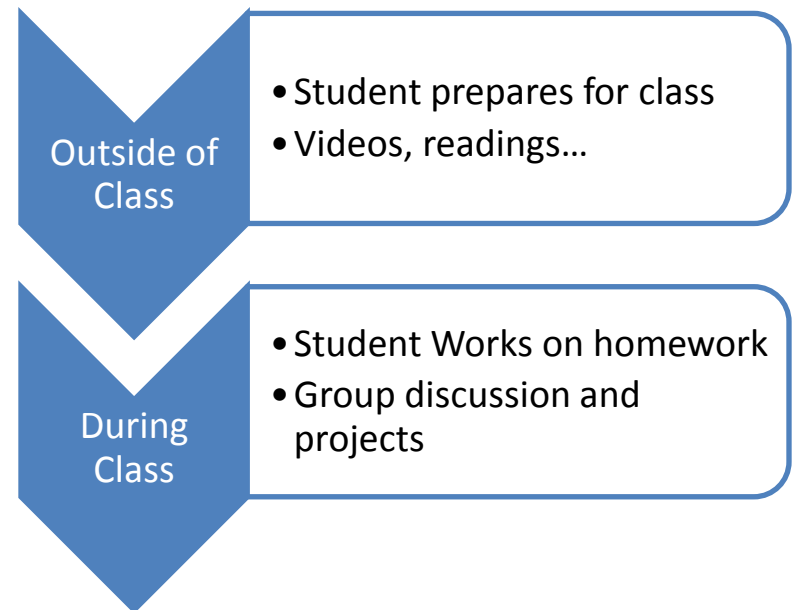 Outside of
Class
• Student prepares for class
• Videos, readings…
During
Class
• Student Works on homework
• Group discussion and
projects